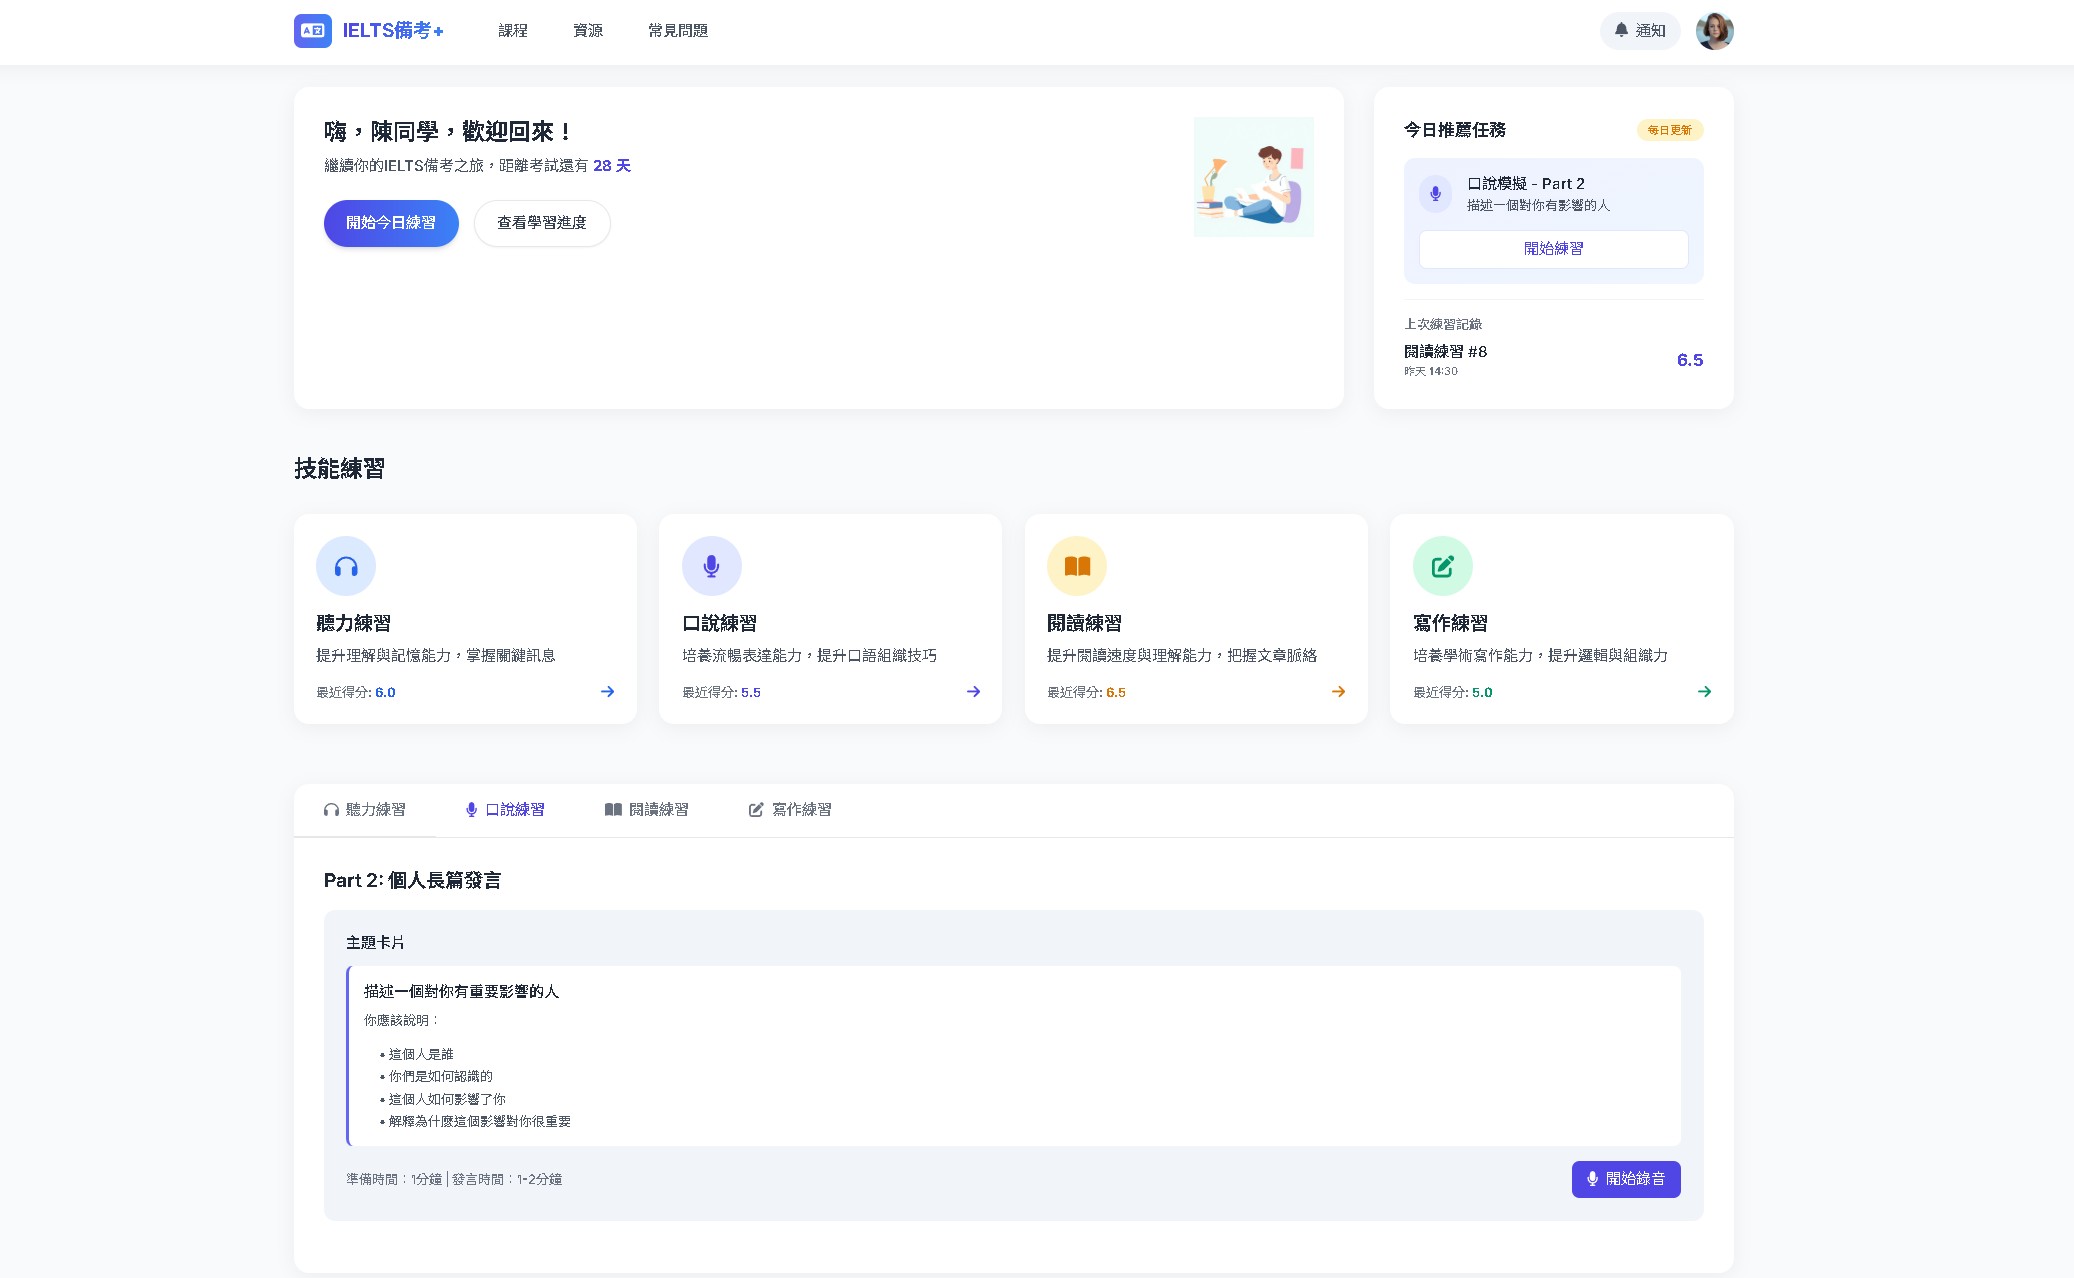 IELTS備考+
課程
資源
常見問題
通知
嗨，陳同學，歡迎回來！
繼續你的IELTS備考之旅，距離考試還有 28 天
開始今日練習
查看學習進度
今日推薦任務
每日更新
口說模擬 - Part 2
描述一個對你有影響的人
開始練習
上次練習記錄
閱讀練習 #8
昨天 14:30
6.5
技能練習
聽力練習
提升理解與記憶能力，掌握關鍵訊息
最近得分: 6.0
口說練習
培養流暢表達能力，提升口語組織技巧
最近得分: 5.5
閱讀練習
提升閱讀速度與理解能力，把握文章脈絡
最近得分: 6.5
寫作練習
培養學術寫作能力，提升邏輯與組織力
最近得分: 5.0
聽力練習
口說練習
閱讀練習
寫作練習
Part 2: 個人長篇發言
主題卡片
描述一個對你有重要影響的人
你應該說明：
• 這個人是誰
• 你們是如何認識的
• 這個人如何影響了你
• 解釋為什麼這個影響對你很重要
準備時間：1分鐘 | 發言時間：1-2分鐘
開始錄音